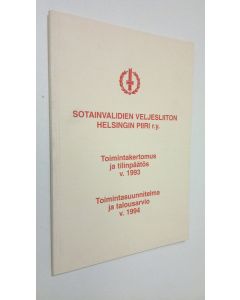 SOTAINVALIDIEN VELJESLIITON
HELSINGIN PIIRI r.y.
Toimintakertomus
ja tilinpäätös
v. 1993
Toimintasuunnitelma
ja talousarvio
v. 1994